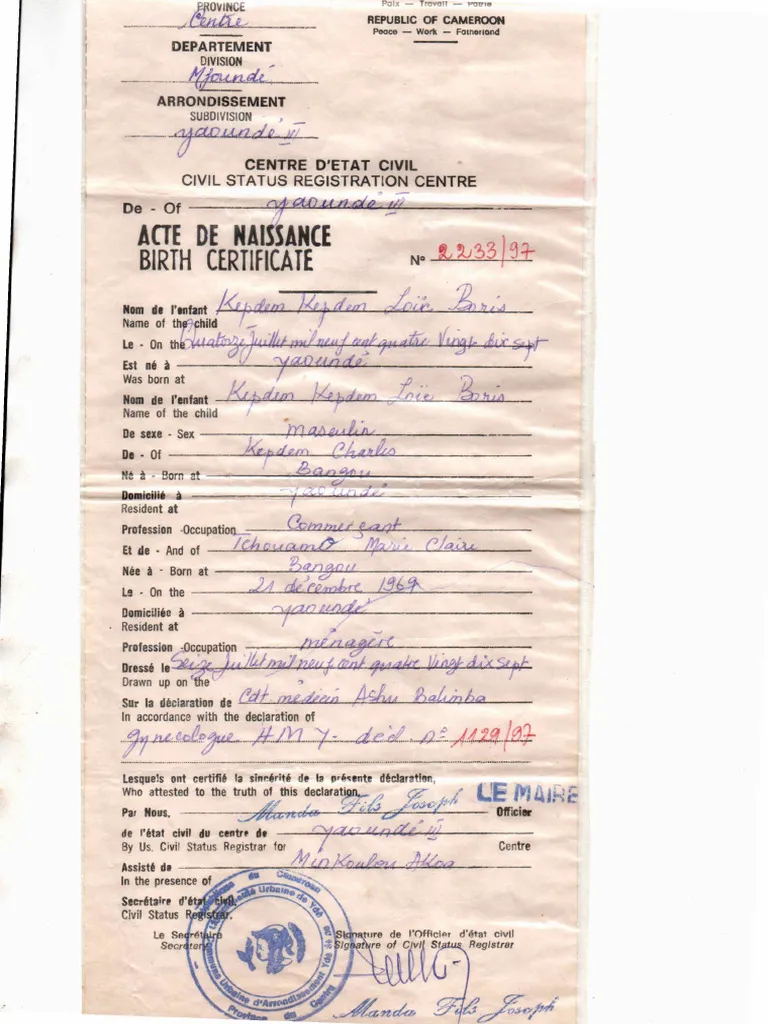 PROVINCE
Centre
Paix — Travail — Patrie
REPUBLIC OF CAMEROON
Peace — Work — Fatherland
DEPARTEMENT
DIVISION
Mfoundi
ARRONDISSEMENT
SUBDIVISION
yaoundé III
CENTRE D'ETAT CIVIL
CIVIL STATUS REGISTRATION CENTRE
De - Of yaoundé III
ACTE DE NAISSANCE
BIRTH CERTIFICATE
N° 2233/97
Nom de l'enfant Kepdem Kepdem Loïc Boris
Name of the child
Le - On the Quatorze Juillet mil neuf cent quatre Vingt dix sept
Est né à yaoundé
Was born at
Nom de l'enfant Kepdem Kepdem Loïc Boris
Name of the child
De sexe - Sex masculin
De - Of Kepdem Charles
Né à - Born at Bangou
Domicilié à yaoundé
Resident at
Profession - Occupation Commerçant
Et de - And of Tchouamo Marie Claire
Née à - Born at Bangou
Le - On the 21 décembre 1969
Domiciliée à yaoundé
Resident at
Profession - Occupation ménagère
Dressé le Seize Juillet mil neuf cent quatre Vingt dix sept
Drawn up on the
Sur la déclaration de Cdt médecin Ashu Balimba
In accordance with the declaration of
Gynecologue HMY - décl. n° 1129/97
Lesquels ont certifié la sincérité de la présente déclaration,
Who attested to the truth of this declaration,
LE MAIRE
Par Nous, Manda Fils Joseph Officier
de l'état civil du centre de yaoundé III
By Us. Civil Status Registrar for Centre
Assisté de Minkoulou Akoa
In the presence of
Secrétaire d'état civil,
Civil Status Registrar.
République du Cameroun
Communauté Urbaine de Ydé
Commune Urbaine d'Arrondissement
Province du Centre
Le Secrétaire
Secretary
Signature de l'Officier d'état civil
Signature of Civil Status Registrar
Manda Fils Joseph